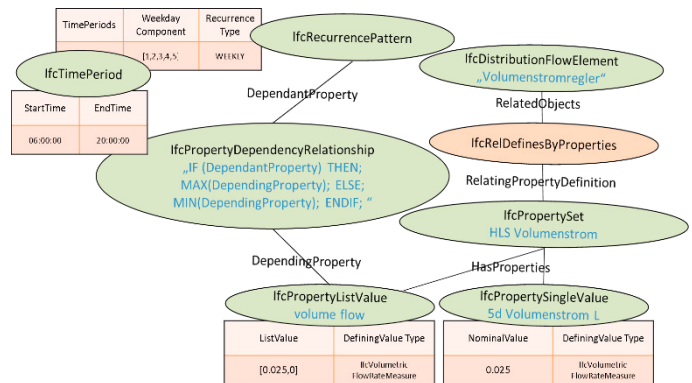 TimePeriods
Weekday
Component
Recurrence
Type
[1,2,3,4,5]
WEEKLY
IfcRecurrencePattern
IfcTimePeriod
StartTime
EndTime
06:00:00
20:00:00
IfcDistributionFlowElement
„Volumenstromregler“
DependantProperty
RelatedObjects
IfcPropertyDependencyRelationship
„IF (DependantProperty) THEN;
MAX(DependingProperty); ELSE;
MIN(DependingProperty); ENDIF; “
IfcRelDefinesByProperties
RelatingPropertyDefinition
IfcPropertySet
HLS Volumenstrom
DependingProperty
HasProperties
IfcPropertyListValue
volume flow
IfcPropertySingleValue
5d Volumenstrom L
ListValue
DefiningValue Type
[0.025,0]
IfcVolumetric
FlowRateMeasure
NominalValue
DefiningValue Type
0.025
IfcVolumetric
FlowRateMeasure